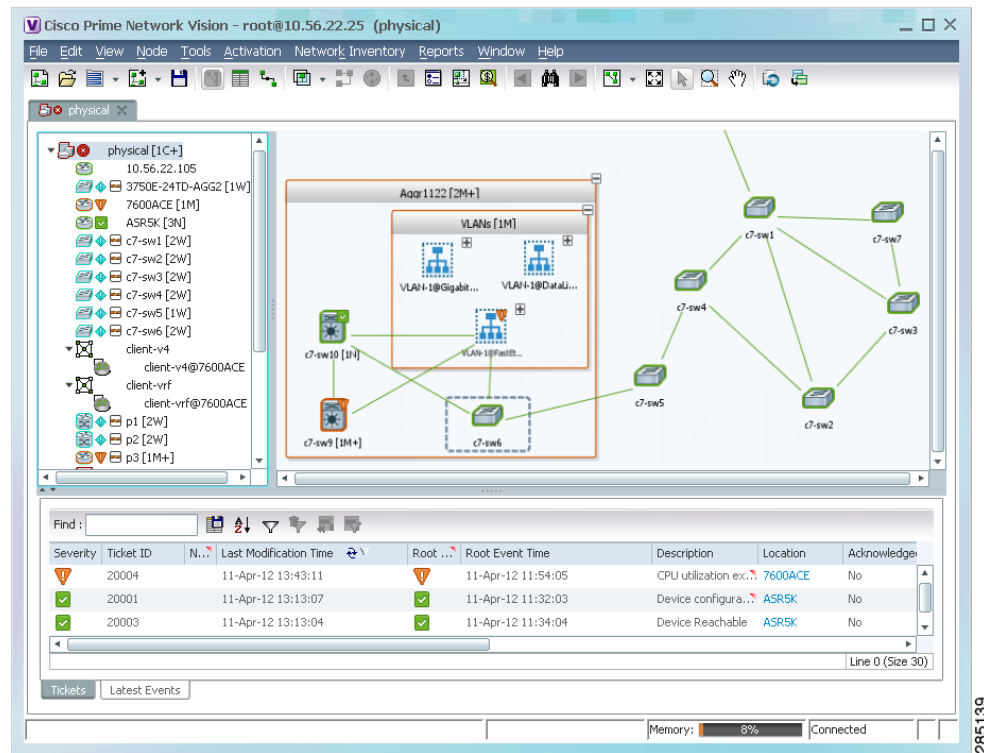 Cisco Prime Network Vision - root@10.56.22.25 (physical)
File Edit View Node Tools Activation Network Inventory Reports Window Help
physical
physical [1C+]
10.56.22.105
3750E-24TD-AGG2 [1W]
7600ACE [1M]
ASR5K [3N]
c7-sw1 [2W]
c7-sw2 [2W]
c7-sw3 [2W]
c7-sw4 [2W]
c7-sw5 [1W]
c7-sw6 [2W]
client-v4
client-v4@7600ACE
client-vrf
client-vrf@7600ACE
p1 [2W]
p2 [2W]
p3 [1M+]
Aggr1122 [2M+]
VLANs [1M]
VLAN-1@Gigabit...
VLAN-1@DataLi...
VLAN-1@FastEt...
c7-sw10 [1N]
c7-sw9 [1M+]
c7-sw6
c7-sw1
c7-sw7
c7-sw4
c7-sw3
c7-sw5
c7-sw2
Find :
Severity Ticket ID N... Last Modification Time Root ... Root Event Time Description Location Acknowledge
20004 11-Apr-12 13:43:11 11-Apr-12 11:54:05 CPU utilization ex... 7600ACE No
20001 11-Apr-12 13:13:07 11-Apr-12 11:32:03 Device configura... ASR5K No
20003 11-Apr-12 13:13:04 11-Apr-12 11:34:04 Device Reachable ASR5K No
Line 0 (Size 30)
Tickets Latest Events
Memory: 8% Connected
285139